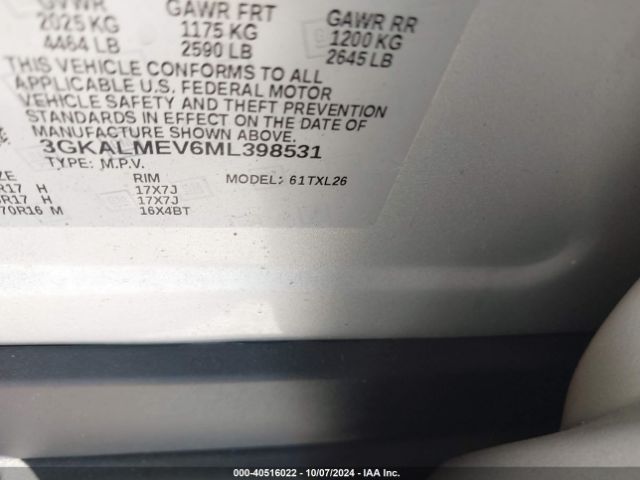 GVWR GAWR FRT GAWR RR
2025 KG 1175 KG 1200 KG
4464 LB 2590 LB 2645 LB
THIS VEHICLE CONFORMS TO ALL
APPLICABLE U.S. FEDERAL MOTOR
VEHICLE SAFETY AND THEFT PREVENTION
STANDARDS IN EFFECT ON THE DATE OF
MANUFACTURE SHOWN ABOVE.
3GKALMEV6ML398531
TYPE: M.P.V.
ZE RIM MODEL: 61TXL26
R17 H 17X7J
R17 H 17X7J
70R16 M 16X4BT
000-40516022 - 10/07/2024 - IAA Inc.